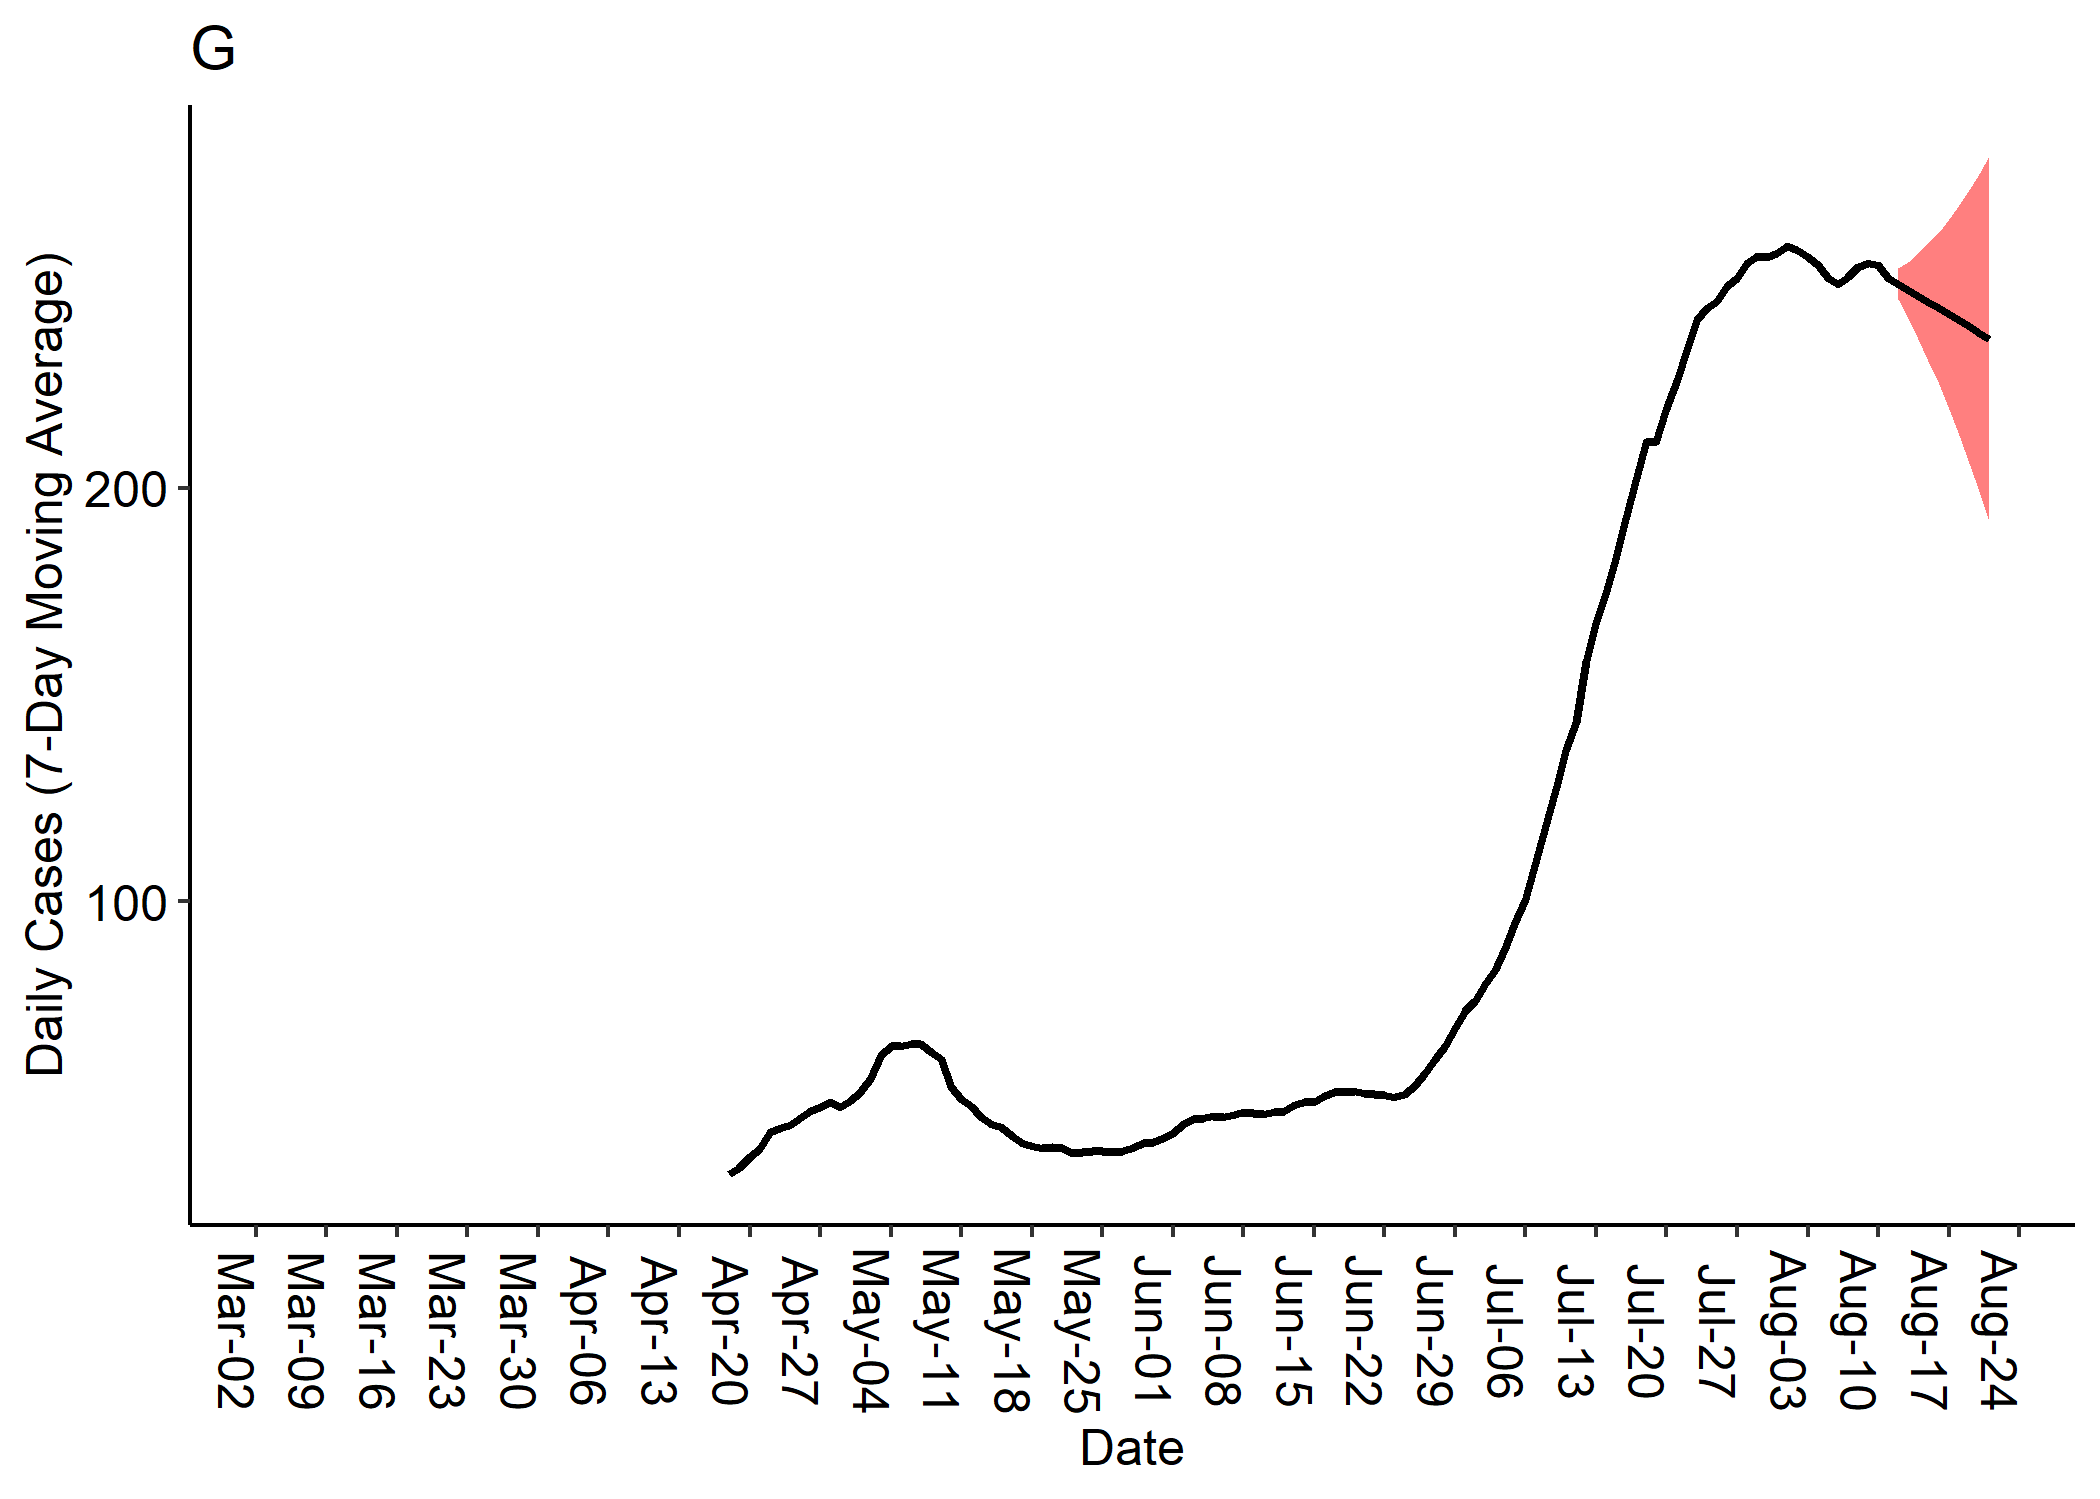 G
Daily Cases (7-Day Moving Average)
200
100
Mar-02
Mar-09
Mar-16
Mar-23
Mar-30
Apr-06
Apr-13
Apr-20
Apr-27
May-04
May-11
May-18
May-25
Jun-01
Jun-08
Jun-15
Jun-22
Jun-29
Jul-06
Jul-13
Jul-20
Jul-27
Aug-03
Aug-10
Aug-17
Aug-24
Date